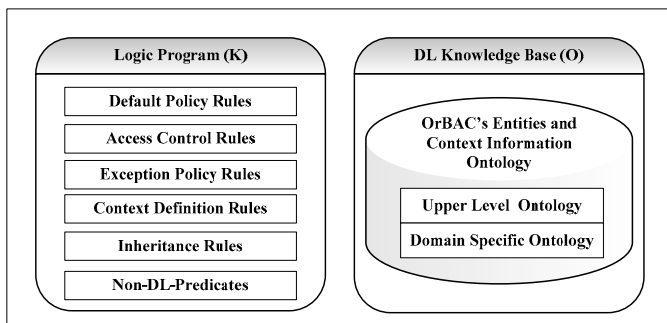 Logic Program (K)
Default Policy Rules
Access Control Rules
Exception Policy Rules
Context Definition Rules
Inheritance Rules
Non-DL-Predicates
DL Knowledge Base (O)
OrBAC's Entities and
Context Information
Ontology
Upper Level Ontology
Domain Specific Ontology